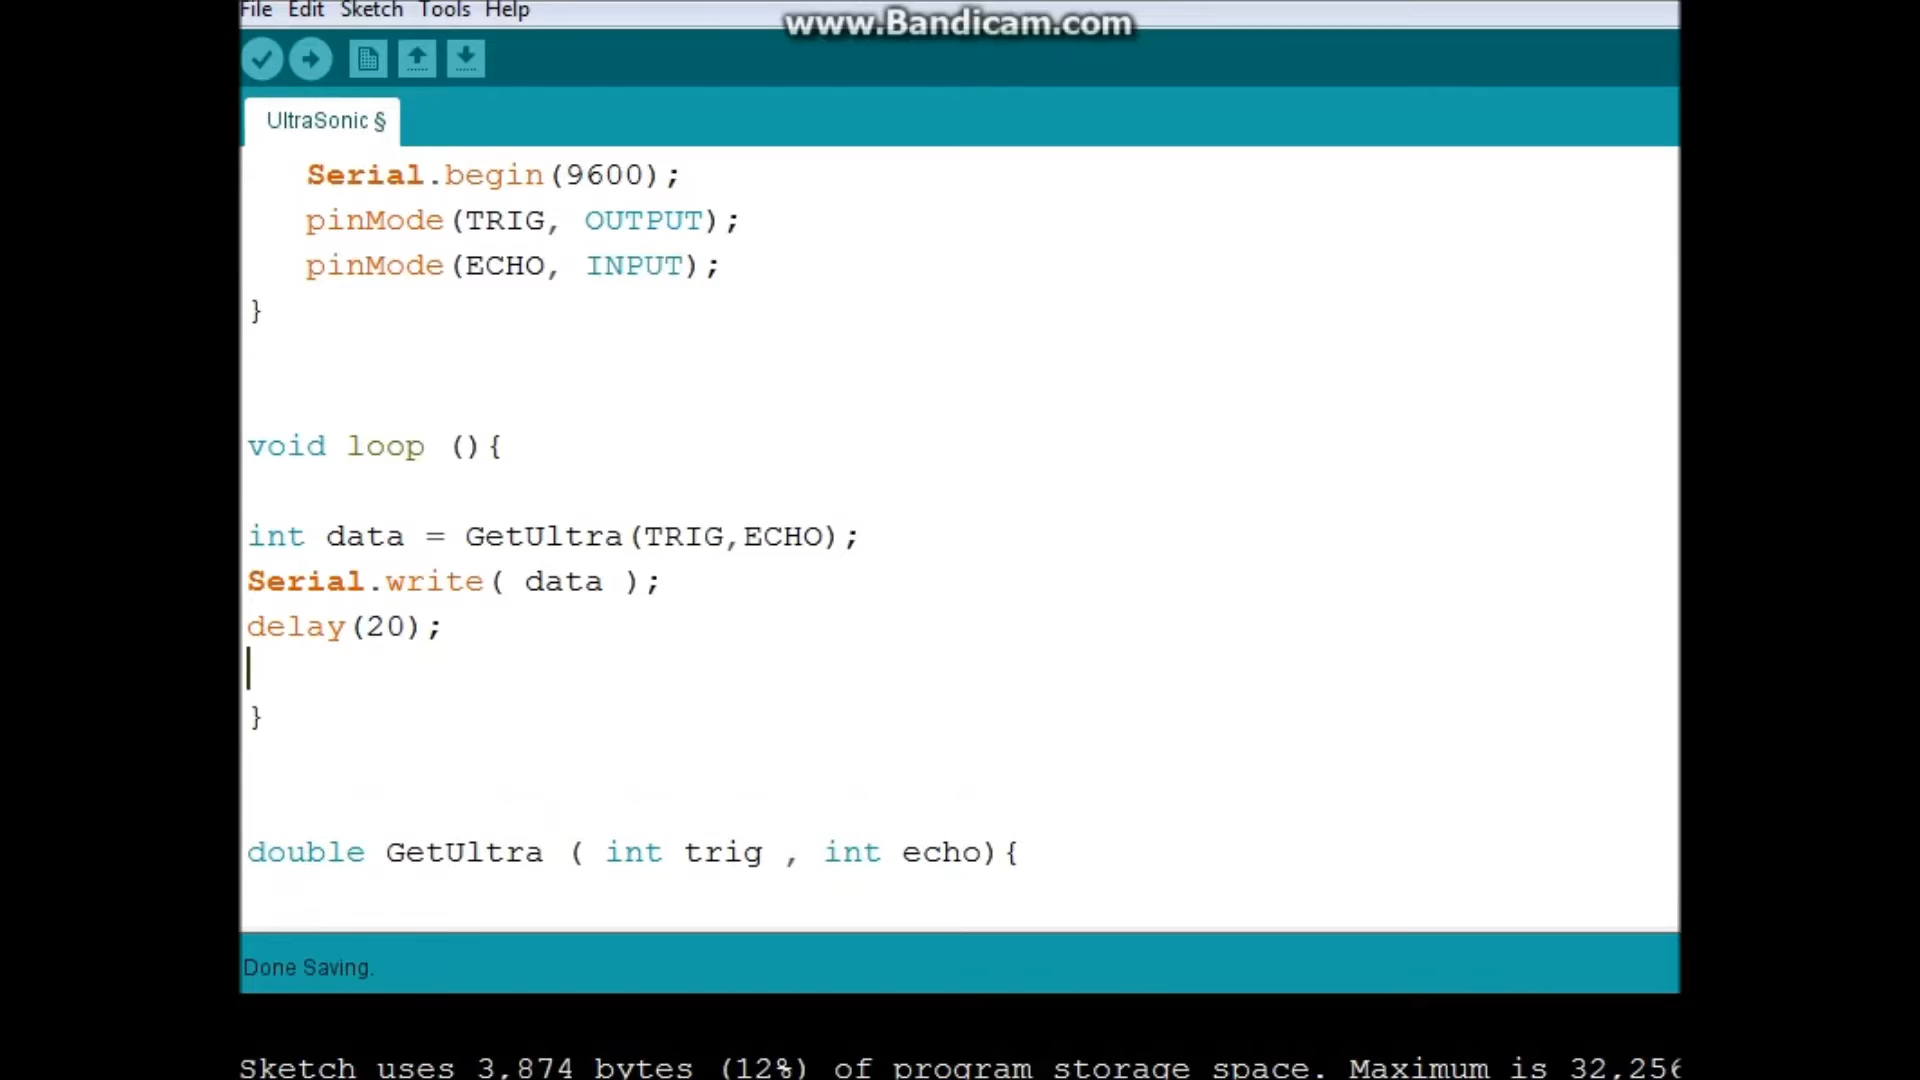 File Edit Sketch Tools Help
www.Bandicam.com
UltraSonic §
Serial.begin(9600);
pinMode(TRIG, OUTPUT);
pinMode(ECHO, INPUT);
}
void loop (){
int data = GetUltra(TRIG,ECHO);
Serial.write( data );
delay(20);
}
double GetUltra ( int trig , int echo){
Done Saving.
Sketch uses 3,874 bytes (12%) of program storage space. Maximum is 32,256